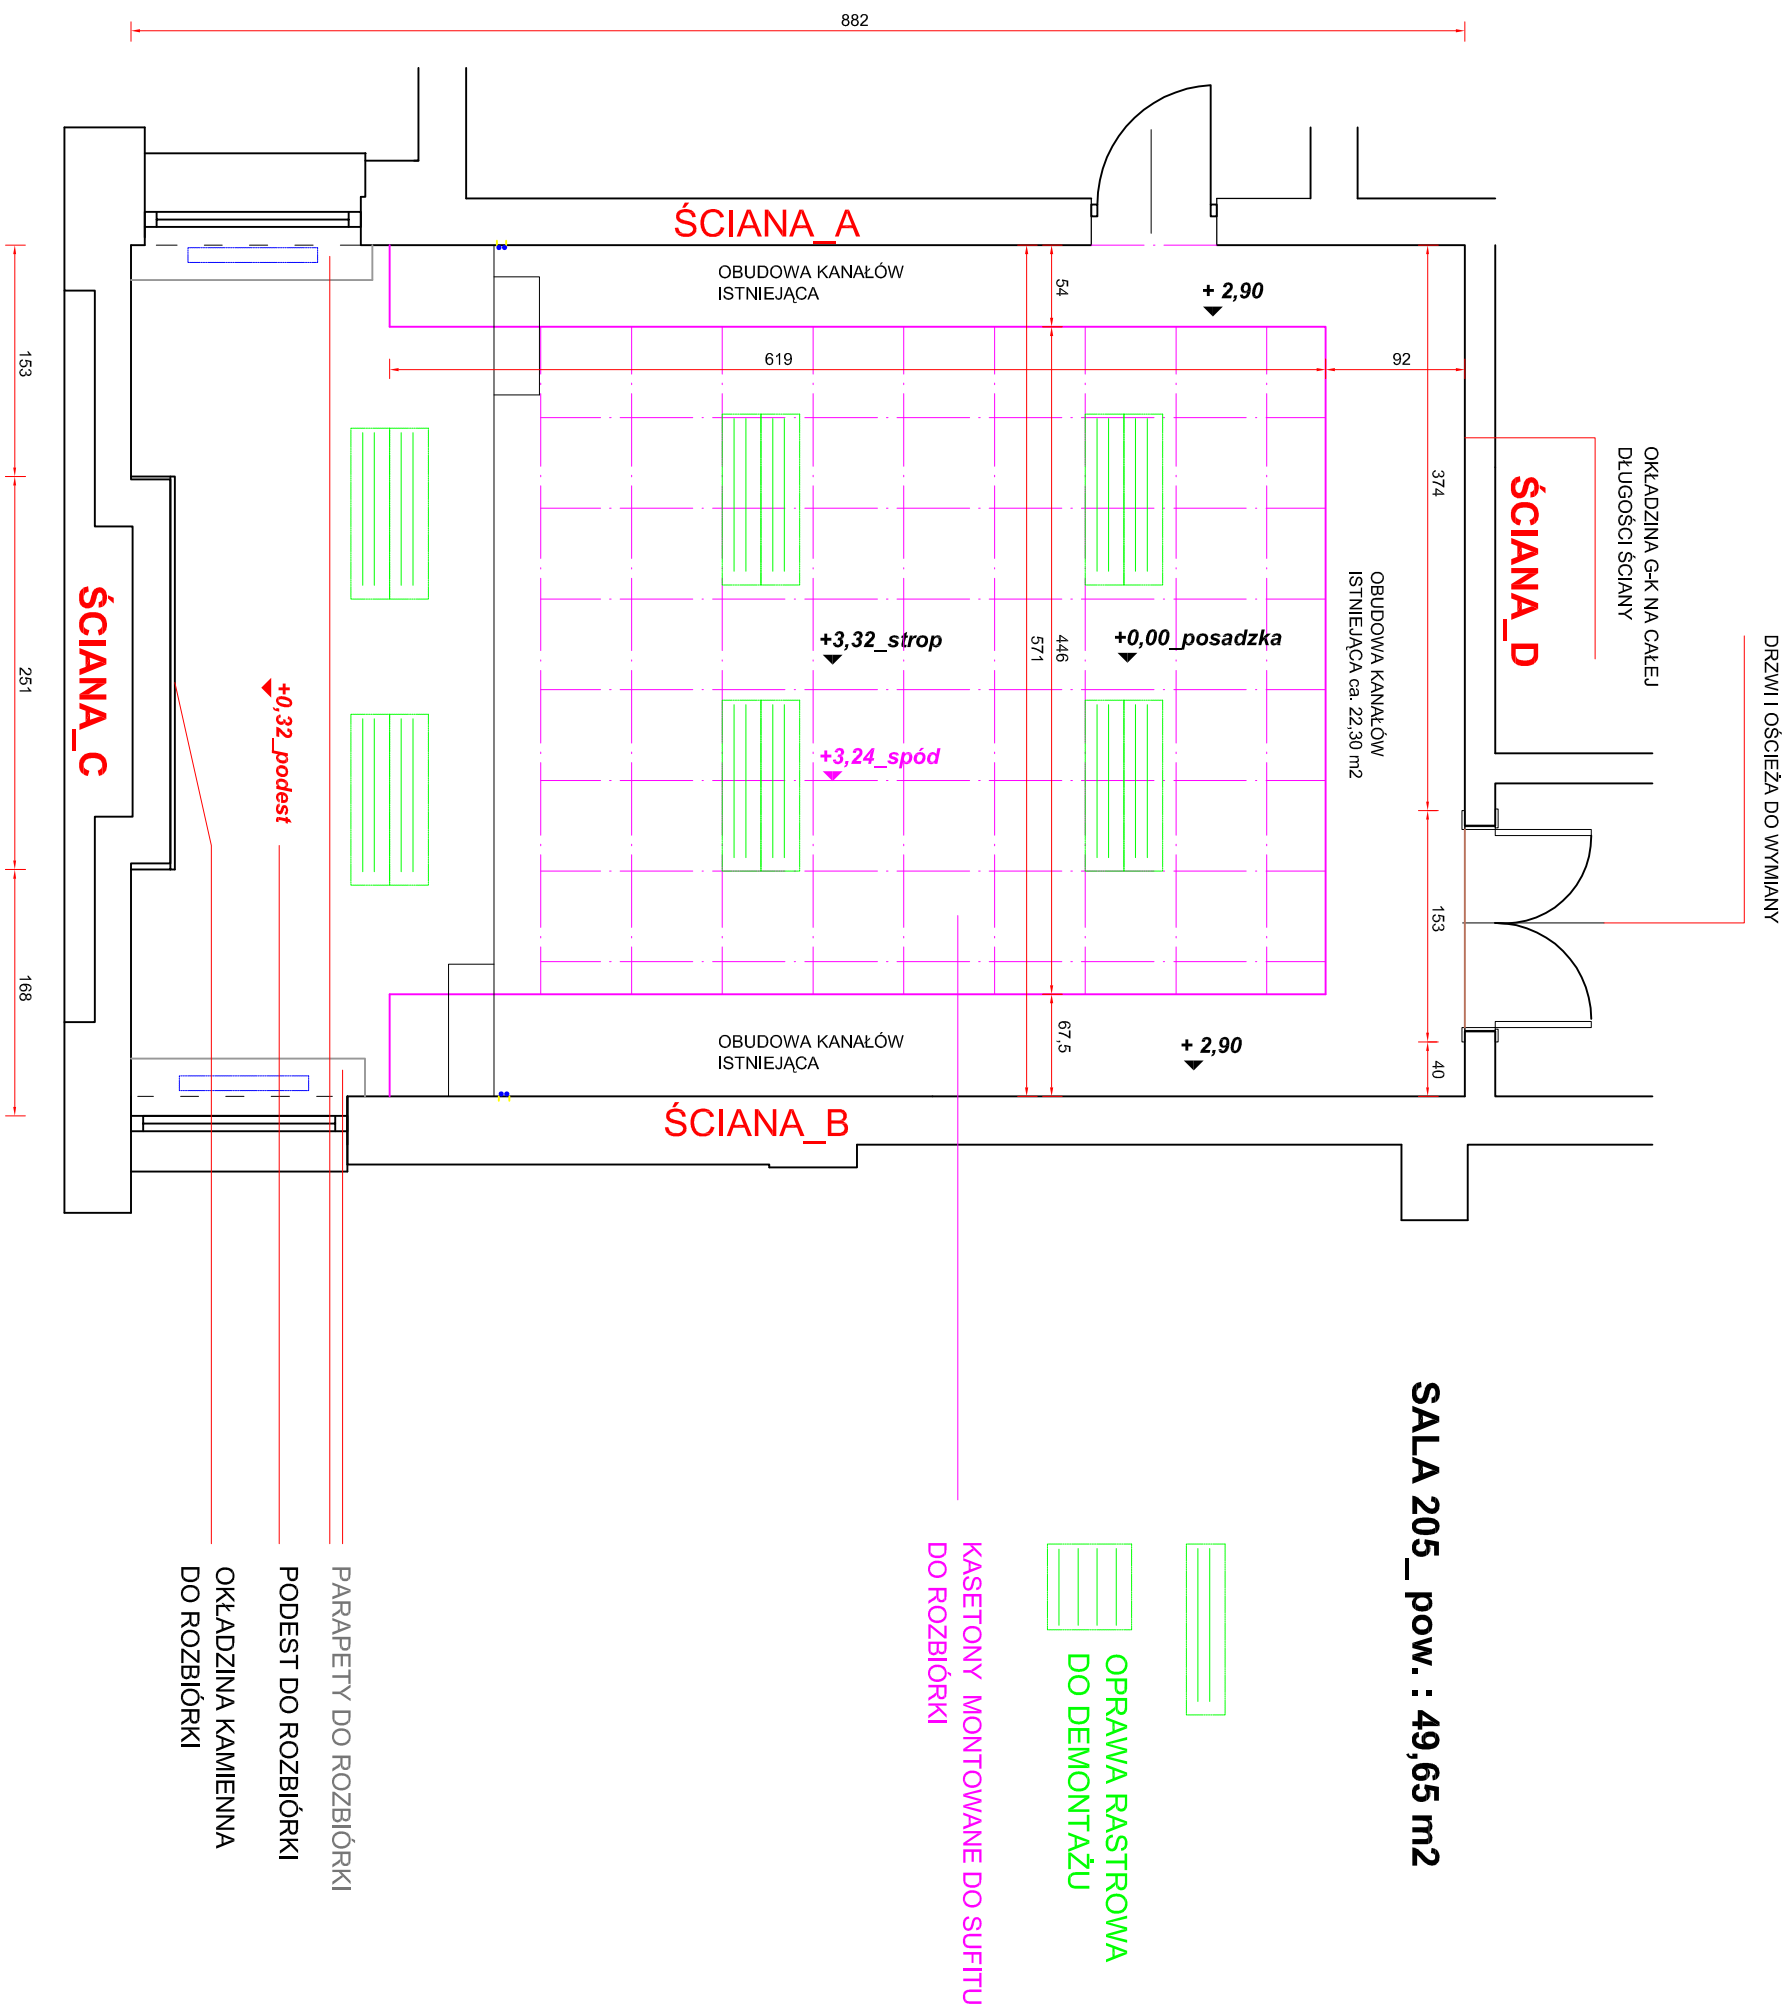 882
ŚCIANA_A
OBUDOWA KANAŁÓW
ISTNIEJĄCA
54
+ 2,90
619
92
153
374
OKŁADZINA G-K NA CAŁEJ
DŁUGOŚCI ŚCIANY
ŚCIANA_D
DRZWI I OŚCIEŻA DO WYMIANY
OBUDOWA KANAŁÓW
ISTNIEJĄCA ca. 22,30 m2
+3,32_strop
+0,00_posadzka
446
571
+3,24_spód
ŚCIANA_C
251
+0,32_podest
153
168
OBUDOWA KANAŁÓW
ISTNIEJĄCA
67,5
+ 2,90
40
ŚCIANA_B
SALA 205_ pow. : 49,65 m2
OPRAWA RASTROWA
DO DEMONTAŻU
KASETONY MONTOWANE DO SUFITU
DO ROZBIÓRKI
PARAPETY DO ROZBIÓRKI
PODEST DO ROZBIÓRKI
OKŁADZINA KAMIENNA
DO ROZBIÓRKI